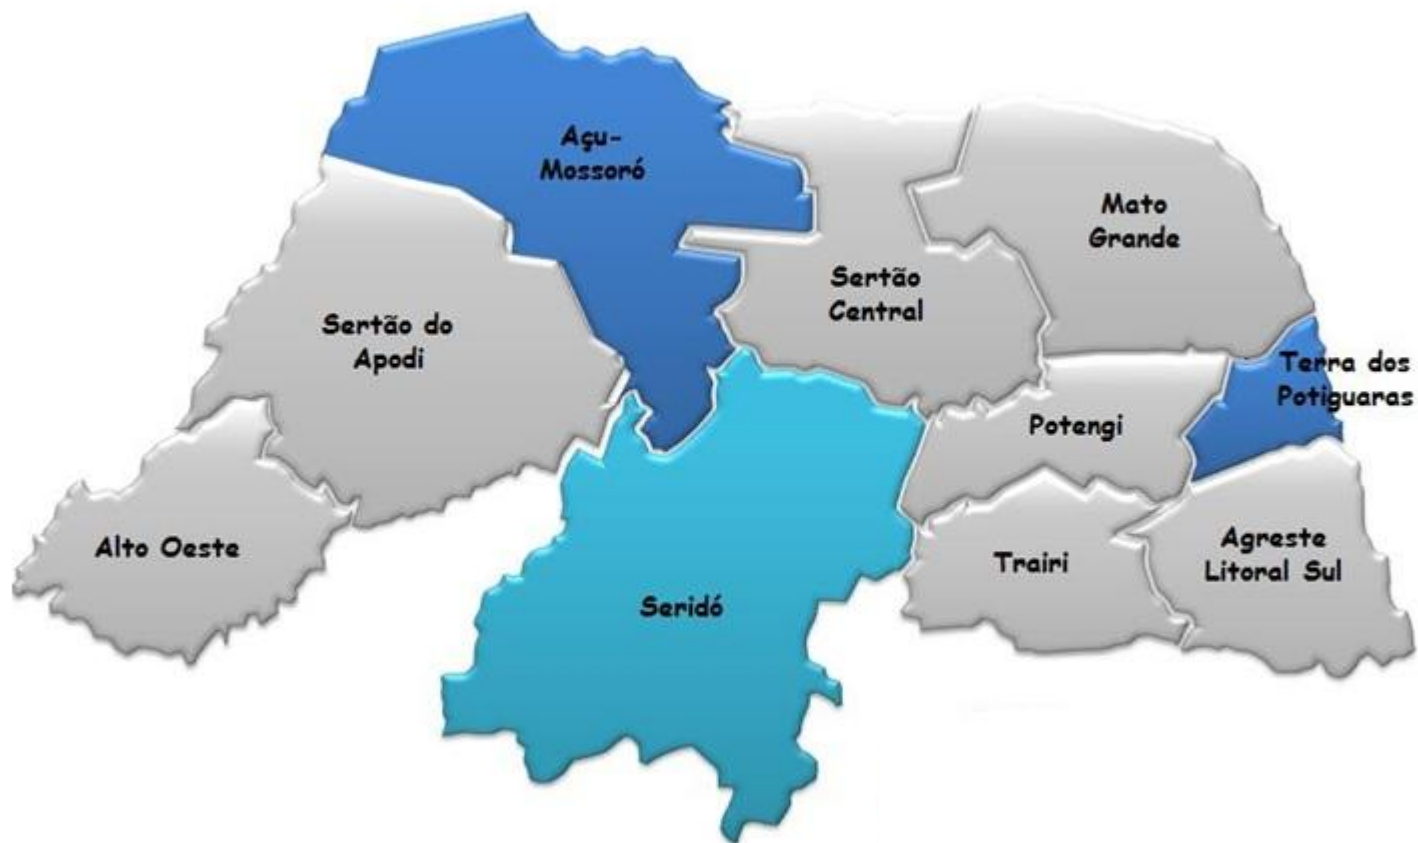 Açu-
Mossoró
Mato
Grande
Sertão
Central
Sertão do
Apodi
Terra dos
Potiguaras
Potengi
Alto Oeste
Trairi
Agreste
Litoral Sul
Seridó